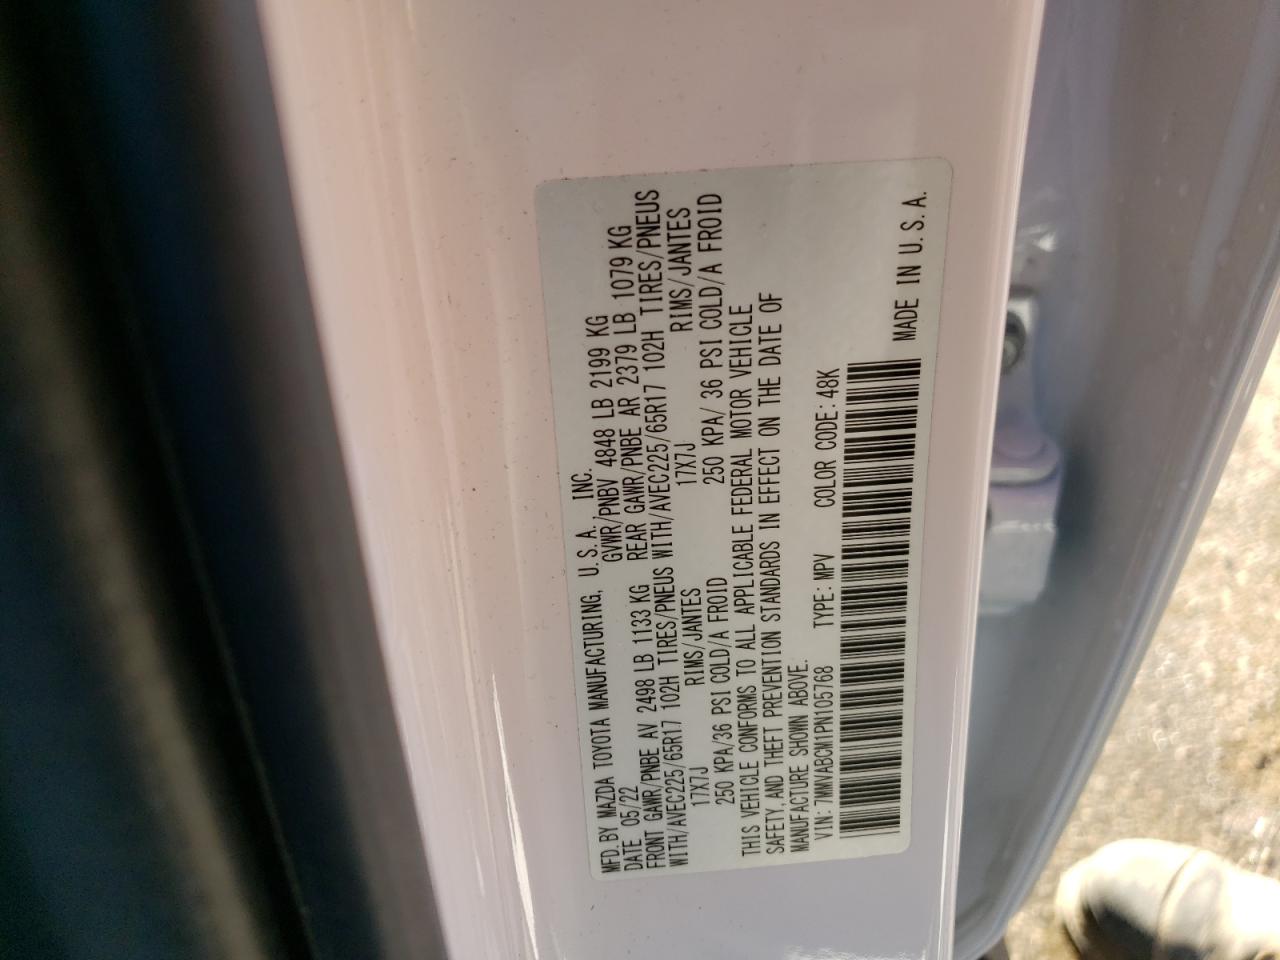 MFD. BY MAZDA TOYOTA MANUFACTURING, U. S. A. INC.
DATE 05/22 GVWR/PNBV 4848 LB 2199 KG
FRONT GAWR/PNBE AV 2498 LB 1133 KG REAR GAWR/PNBE AR 2379 LB 1079 KG
WITH/AVEC225/65R17 102H TIRES/PNEUS WITH/AVEC225/65R17 102H TIRES/PNEUS
17X7J RIMS/JANTES 17X7J RIMS/JANTES
250 KPA/36 PSI COLD/A FROID 250 KPA/ 36 PSI COLD/A FROID
THIS VEHICLE CONFORMS TO ALL APPLICABLE FEDERAL MOTOR VEHICLE
SAFETY, AND THEFT PREVENTION STANDARDS IN EFFECT ON THE DATE OF
MANUFACTURE SHOWN ABOVE.
VIN: 7MMVABCM1PN105768 TYPE: MPV COLOR CODE: 48K
MADE IN U. S. A.